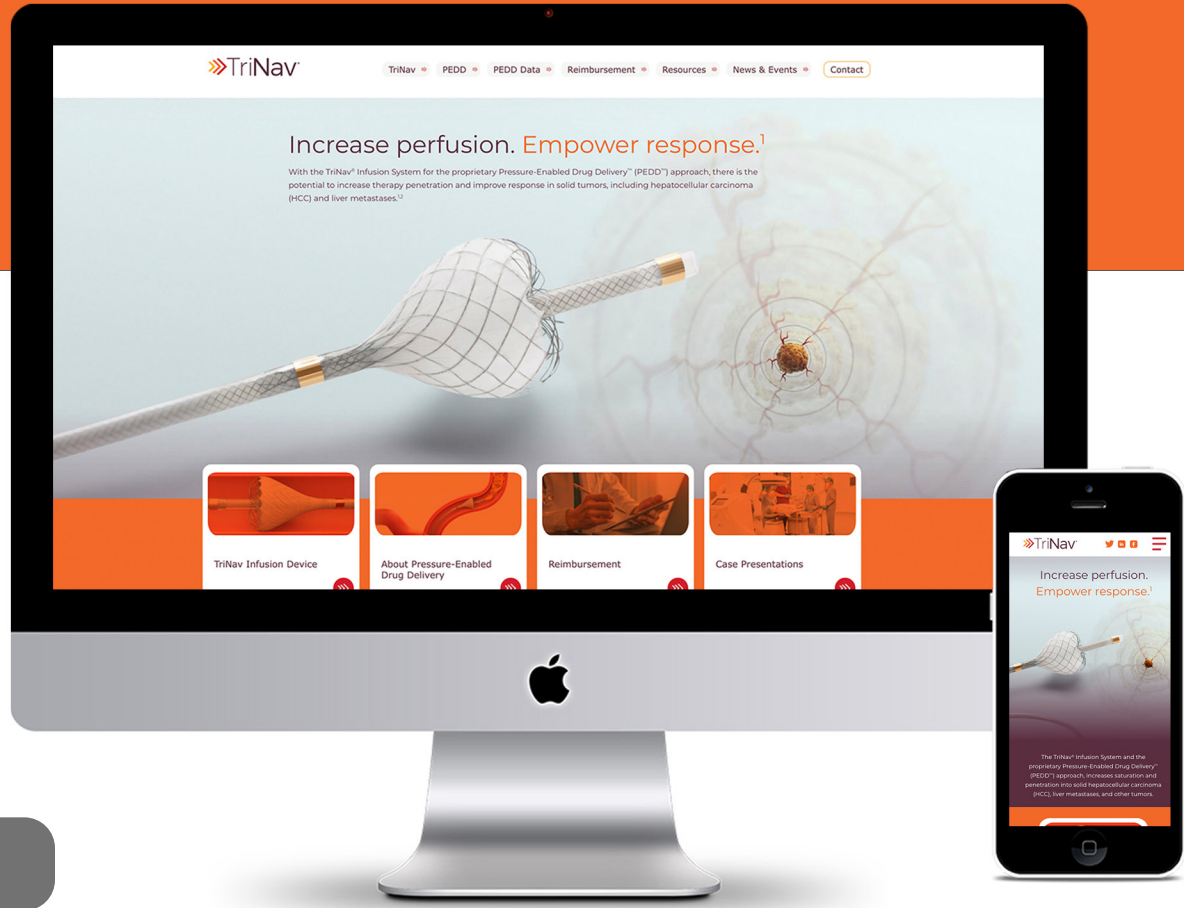 TriNav
TriNav PEDD PEDD Data Reimbursement Resources News & Events Contact
Increase perfusion. Empower response.¹
With the TriNav® Infusion System for the proprietary Pressure-Enabled Drug Delivery™ (PEDD™) approach, there is the
potential to increase therapy penetration and improve response in solid tumors, including hepatocellular carcinoma
(HCC) and liver metastases.¹,²
TriNav Infusion Device
About Pressure-Enabled
Drug Delivery
Reimbursement
Case Presentations
TriNav
Increase perfusion.
Empower response.¹
The TriNav® Infusion System and the
proprietary Pressure-Enabled Drug Delivery™
(PEDD™) approach, increases saturation and
penetration into solid hepatocellular carcinoma
(HCC), liver metastases, and other tumors.